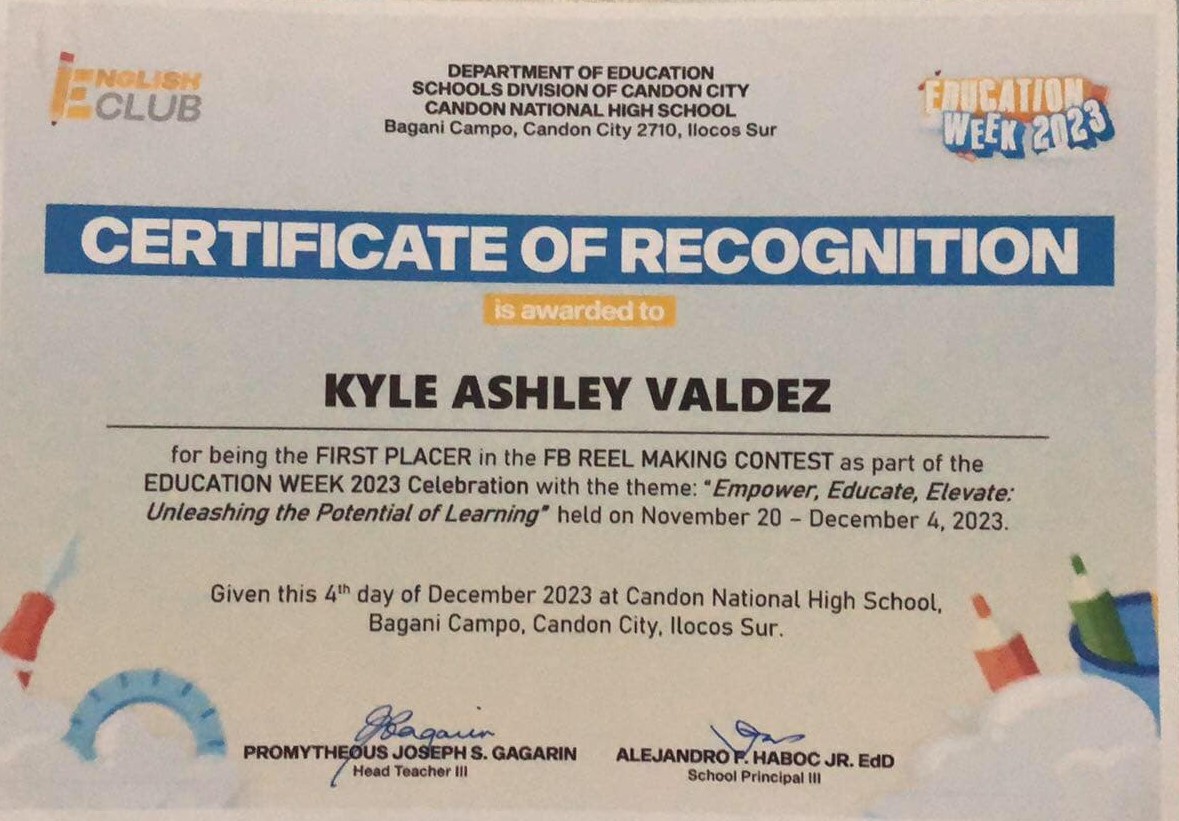 ENGLISH
CLUB
DEPARTMENT OF EDUCATION
SCHOOLS DIVISION OF CANDON CITY
CANDON NATIONAL HIGH SCHOOL
Bagani Campo, Candon City 2710, Ilocos Sur
EDUCATION
WEEK 2023
CERTIFICATE OF RECOGNITION
is awarded to
KYLE ASHLEY VALDEZ
for being the FIRST PLACER in the FB REEL MAKING CONTEST as part of the
EDUCATION WEEK 2023 Celebration with the theme: "Empower, Educate, Elevate:
Unleashing the Potential of Learning" held on November 20 – December 4, 2023.
Given this 4th day of December 2023 at Candon National High School,
Bagani Campo, Candon City, Ilocos Sur.
PROMYTHEOUS JOSEPH S. GAGARIN
Head Teacher III
ALEJANDRO P. HABOC JR. EdD
School Principal III